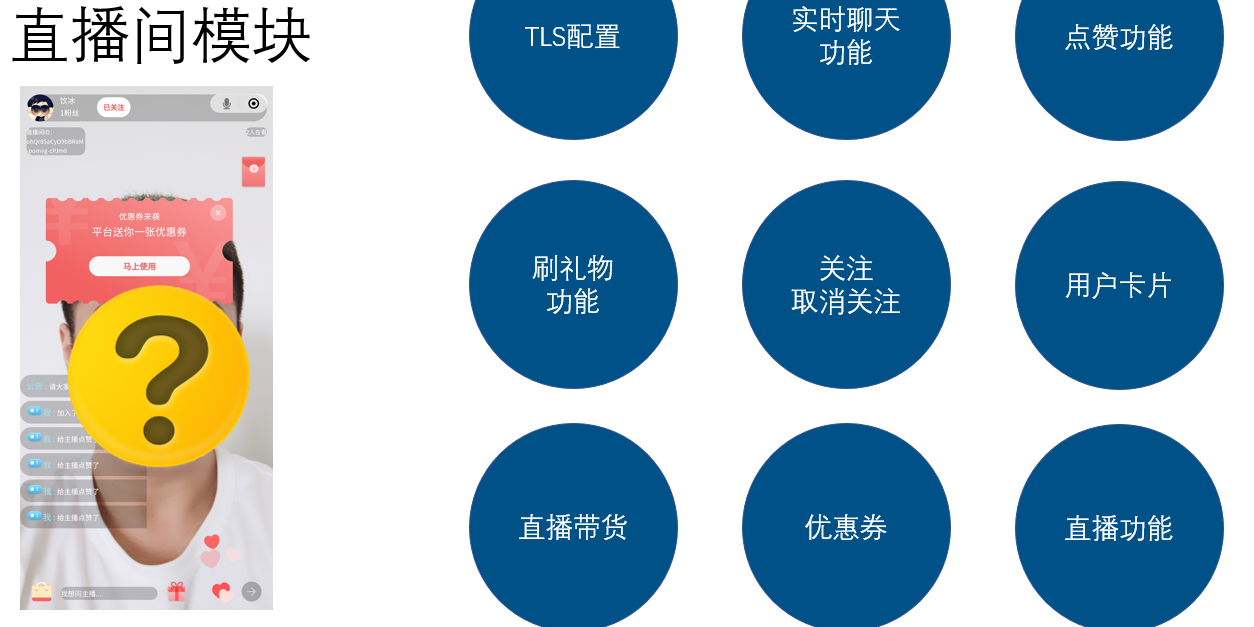 直播间模块
TLS配置
实时聊天
功能
点赞功能
刷礼物
功能
关注
取消关注
用户卡片
直播带货
优惠券
直播功能
饮冰
1粉丝
已关注
优惠券来袭
平台送你一张优惠券
马上使用
公告：请大家
我：加入了
我：给主播点赞了
我：给主播点赞了
我：给主播点赞了
我：给主播点赞了
我想问主播...